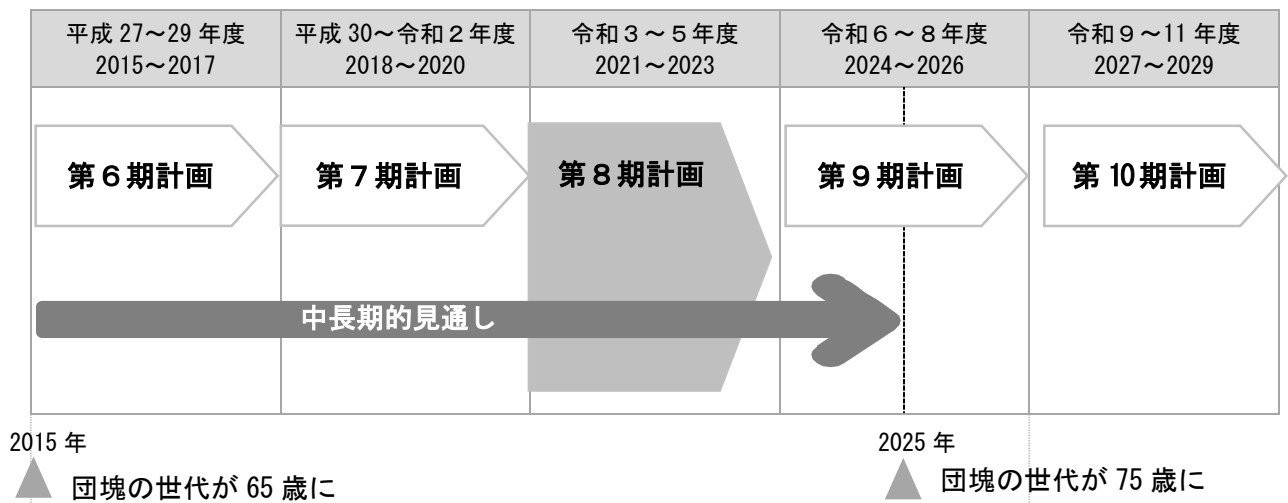 平成 27～29 年度
2015～2017
平成 30～令和２年度
2018～2020
令和３～５年度
2021～2023
令和６～８年度
2024～2026
令和９～11 年度
2027～2029
第６期計画
第７期計画
第８期計画
第９期計画
第 10 期計画
中長期的見通し
2015 年
団塊の世代が 65 歳に
2025 年
団塊の世代が 75 歳に